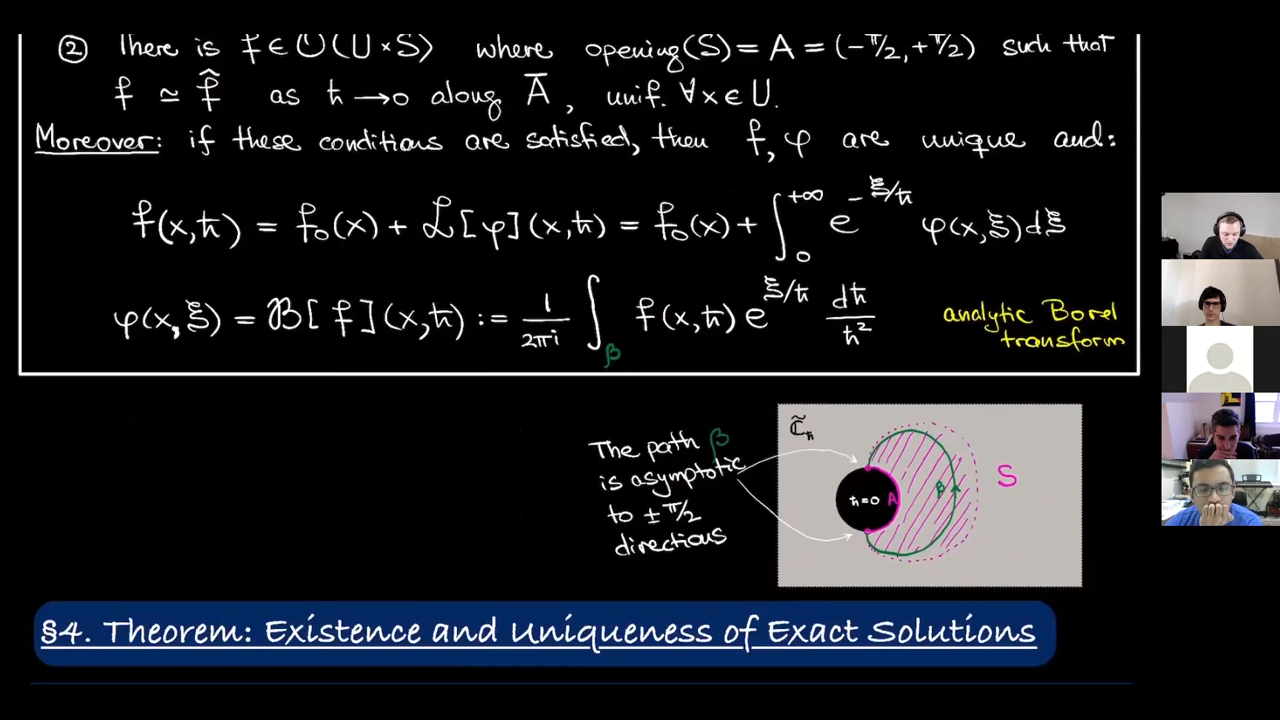 ② There is f ∈ O(U × S) where opening(S) = A = (−π/2, +π/2) such that
f ≃ f̂ as ħ → 0 along Ā, unif. ∀x ∈ U.
Moreover: if these conditions are satisfied, then f, φ are unique and:
f(x,ħ) = f₀(x) + ℒ[φ](x,ħ) = f₀(x) + ∫₀^{+∞} e^{−ξ/ħ} φ(x,ξ)dξ
φ(x,ξ) = 𝔅[f](x,ħ) := 1/2πi ∫_β f(x,ħ) e^{ξ/ħ} dħ/ħ²
analytic Borel
transform
The path β
is asymptotic
to ± π/2
directions
ℂ̃_ħ
ħ=0
A
β
S
§4. Theorem: Existence and Uniqueness of Exact Solutions